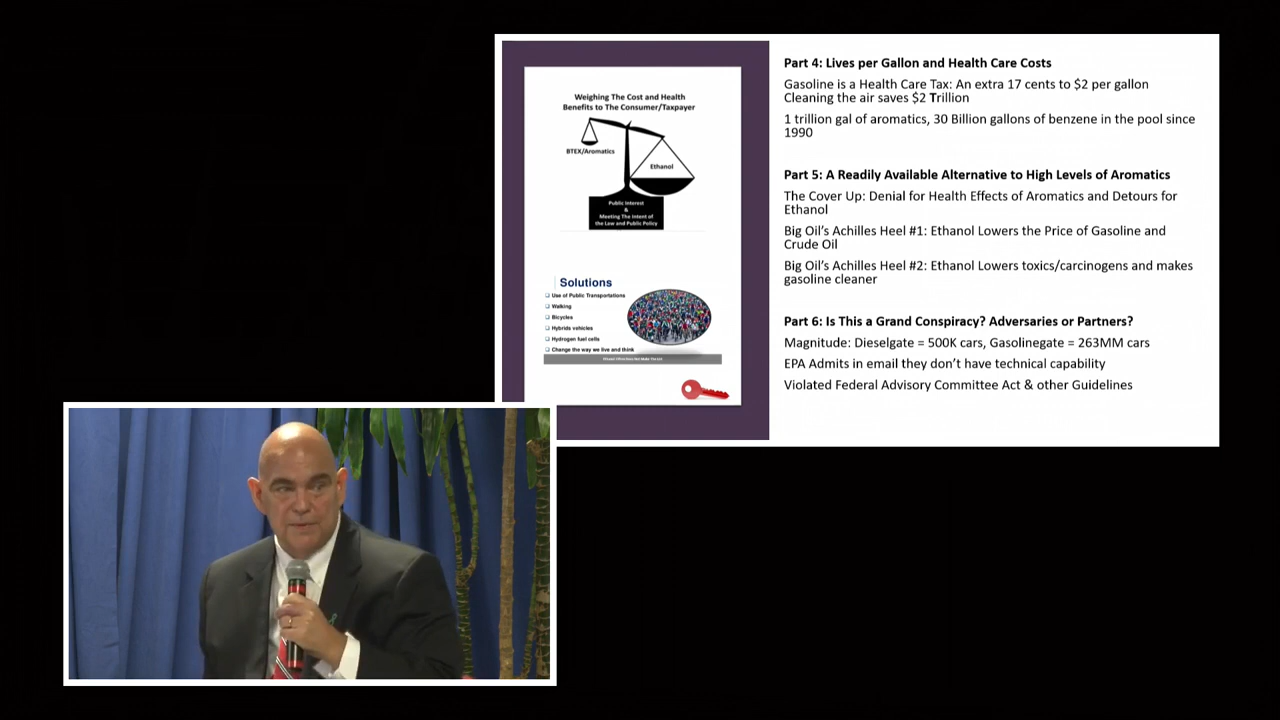 Weighing The Cost and Health
Benefits to The Consumer/Taxpayer
BTEX/Aromatics
Ethanol
Public Interest
&
Meeting The Intent of
the Law and Public Policy
Solutions
Use of Public Transportations
Walking
Bicycles
Hybrids vehicles
Hydrogen fuel cells
Change the way we live and think
Part 4: Lives per Gallon and Health Care Costs
Gasoline is a Health Care Tax: An extra 17 cents to $2 per gallon
Cleaning the air saves $2 Trillion
1 trillion gal of aromatics, 30 Billion gallons of benzene in the pool since
1990
Part 5: A Readily Available Alternative to High Levels of Aromatics
The Cover Up: Denial for Health Effects of Aromatics and Detours for
Ethanol
Big Oil's Achilles Heel #1: Ethanol Lowers the Price of Gasoline and
Crude Oil
Big Oil's Achilles Heel #2: Ethanol Lowers toxics/carcinogens and makes
gasoline cleaner
Part 6: Is This a Grand Conspiracy? Adversaries or Partners?
Magnitude: Dieselgate = 500K cars, Gasolinegate = 263MM cars
EPA Admits in email they don't have technical capability
Violated Federal Advisory Committee Act & other Guidelines